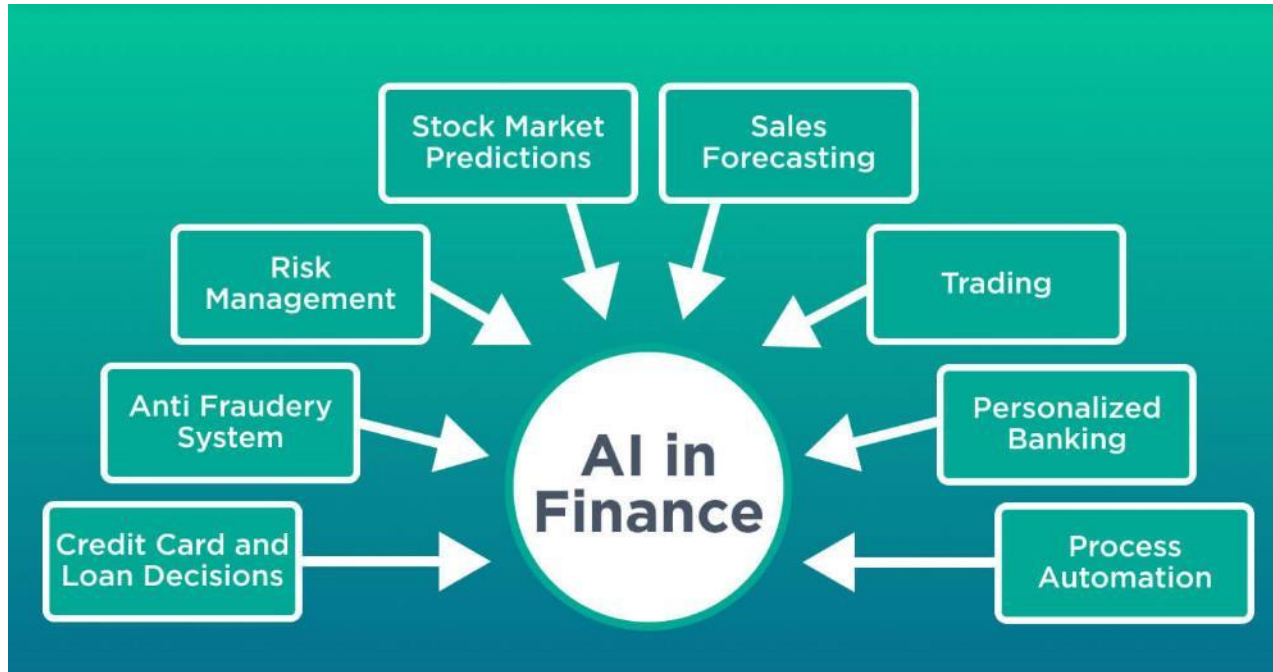 Stock Market
Predictions
Sales
Forecasting
Risk
Management
Trading
Anti Fraudery
System
Personalized
Banking
AI in
Finance
Credit Card and
Loan Decisions
Process
Automation